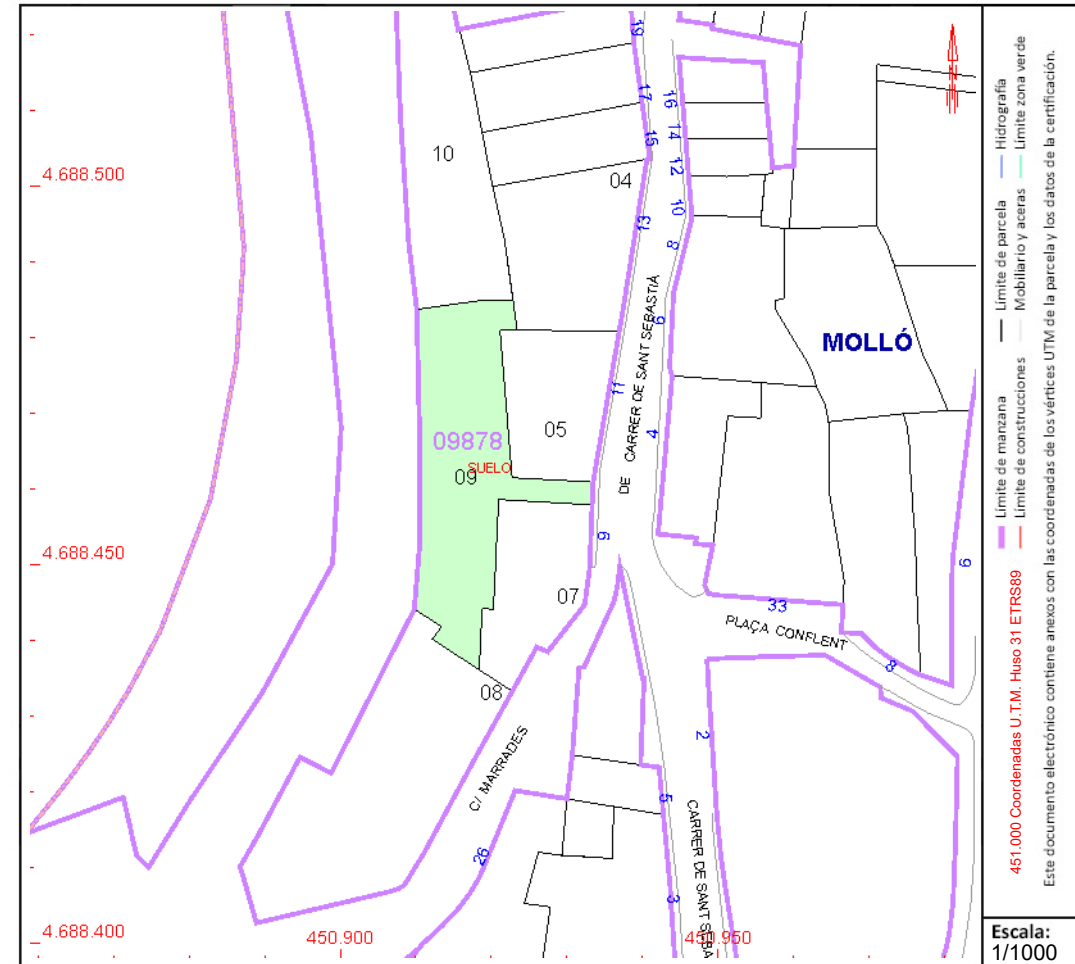 19
17
16
15
14
10
12
4.688.500
04
10
13
8
DE CARRER DE SANT SEBASTIÀ
6
MOLLÓ
11
4
05
09878
SUELO
09
9
4.688.450
6
07
33
PLAÇA CONFLENT
8
08
2
C/ MARRADES
5
26
CARRER DE SANT SEBA
3
4.688.400
450.900
450.950
Hidrografía
Límite zona verde
Límite de parcela
Mobiliario y aceras
Límite de manzana
Límite de construcciones
451.000 Coordenadas U.T.M. Huso 31 ETRS89
Este documento electrónico contiene anexos con las coordenadas de los vértices UTM de la parcela y los datos de la certificación.
Escala:
1/1000